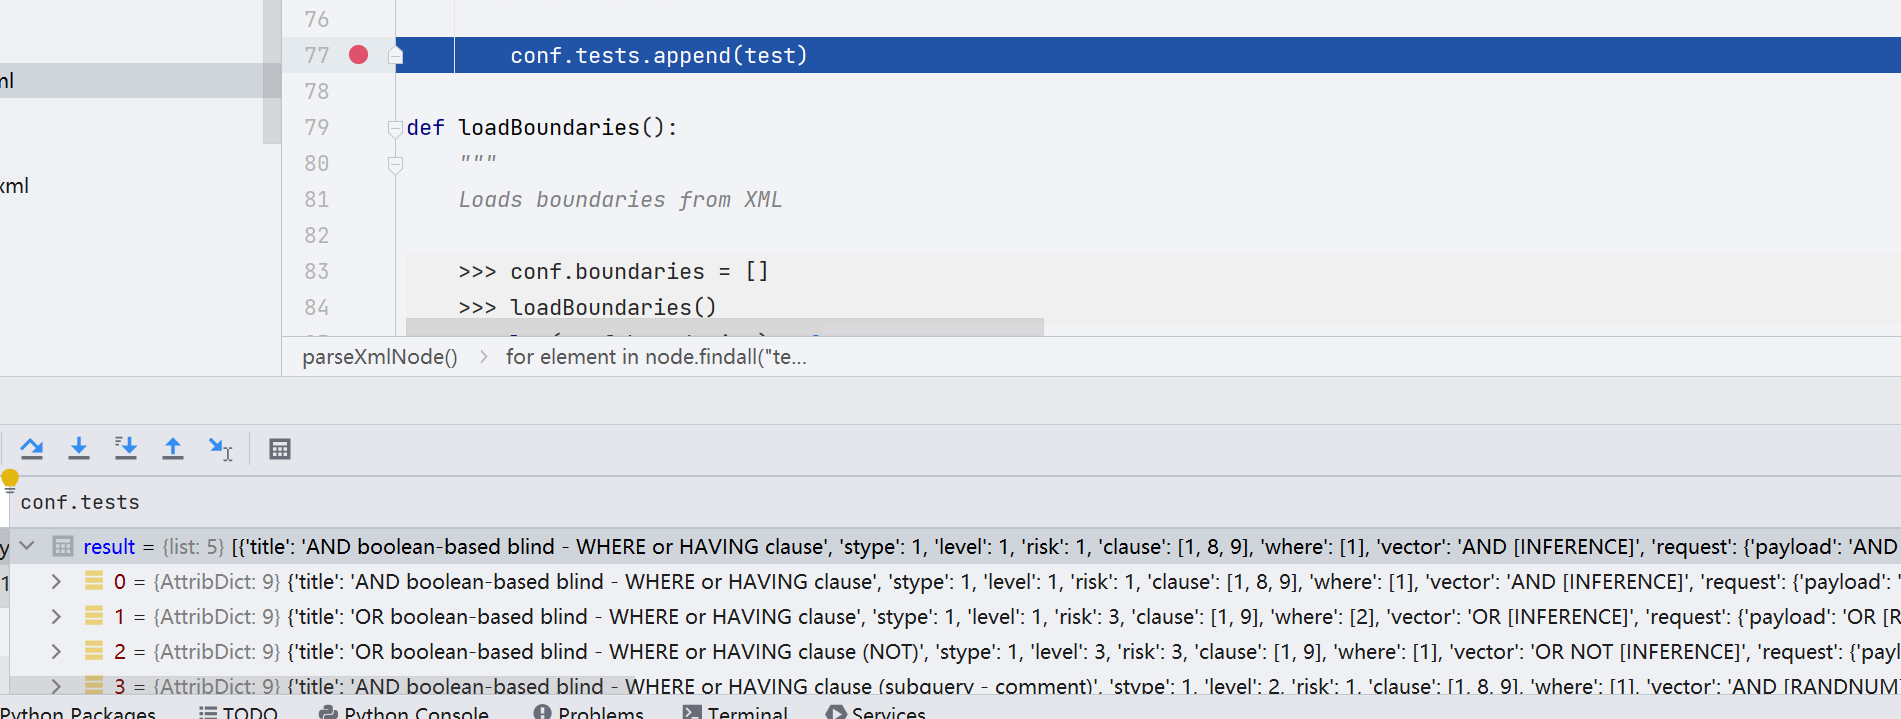 76
ml
77 conf.tests.append(test)
78
79 def loadBoundaries():
80 """
xml
81 Loads boundaries from XML
82
83 >>> conf.boundaries = []
84 >>> loadBoundaries()
parseXmlNode() > for element in node.findall("te...
conf.tests
result = {list: 5} [{'title': 'AND boolean-based blind - WHERE or HAVING clause', 'stype': 1, 'level': 1, 'risk': 1, 'clause': [1, 8, 9], 'where': [1], 'vector': 'AND [INFERENCE]', 'request': {'payload': 'AND
0 = {AttribDict: 9} {'title': 'AND boolean-based blind - WHERE or HAVING clause', 'stype': 1, 'level': 1, 'risk': 1, 'clause': [1, 8, 9], 'where': [1], 'vector': 'AND [INFERENCE]', 'request': {'payload': '
1 = {AttribDict: 9} {'title': 'OR boolean-based blind - WHERE or HAVING clause', 'stype': 1, 'level': 1, 'risk': 3, 'clause': [1, 9], 'where': [2], 'vector': 'OR [INFERENCE]', 'request': {'payload': 'OR [R
2 = {AttribDict: 9} {'title': 'OR boolean-based blind - WHERE or HAVING clause (NOT)', 'stype': 1, 'level': 3, 'risk': 3, 'clause': [1, 9], 'where': [1], 'vector': 'OR NOT [INFERENCE]', 'request': {'payl
3 = {AttribDict: 9} {'title': 'AND boolean-based blind - WHERE or HAVING clause (subquery - comment)', 'stype': 1, 'level': 2, 'risk': 1, 'clause': [1, 8, 9], 'where': [1], 'vector': 'AND [RANDNUM]
Python Packages TODO Python Console Problems Terminal Services